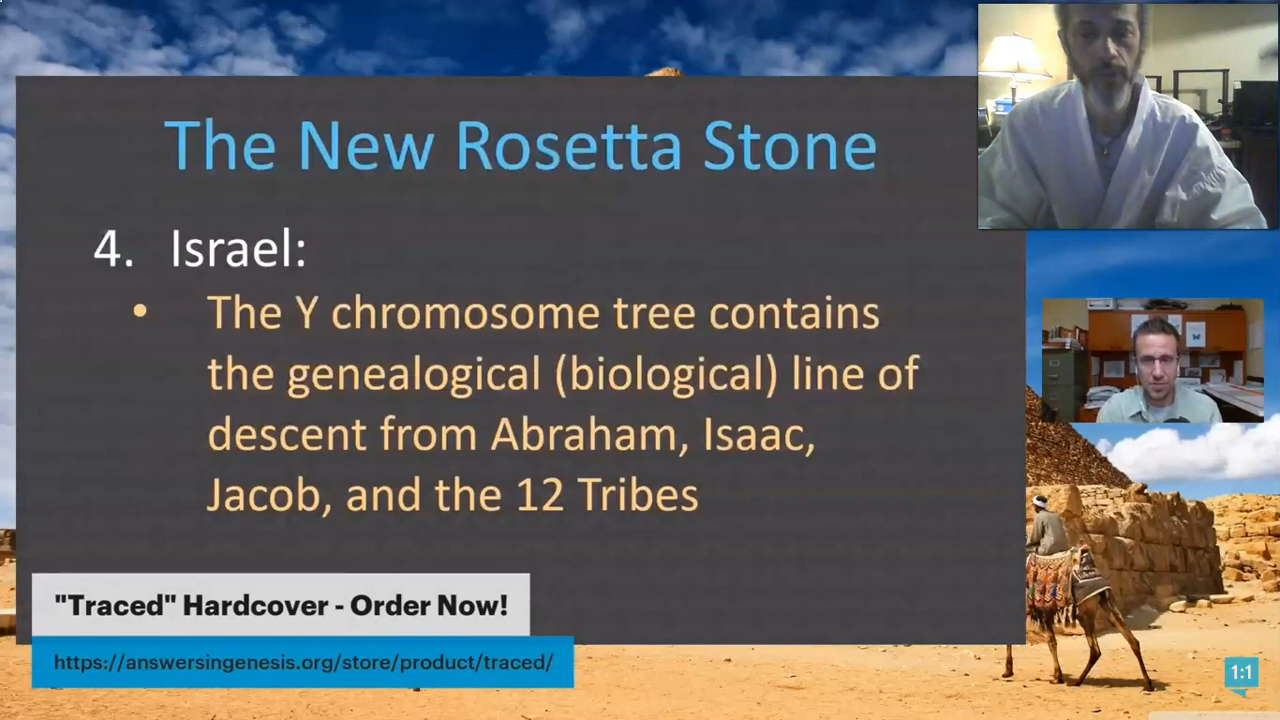 The New Rosetta Stone
4. Israel:
• The Y chromosome tree contains
the genealogical (biological) line of
descent from Abraham, Isaac,
Jacob, and the 12 Tribes
"Traced" Hardcover - Order Now!
https://answersingenesis.org/store/product/traced/
1:1